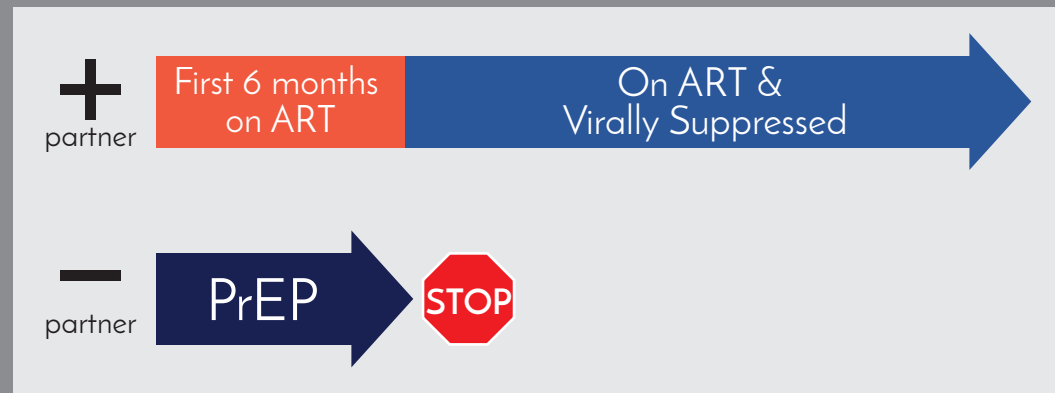 First 6 months
on ART
On ART &
Virally Suppressed
partner
PrEP
STOP
partner